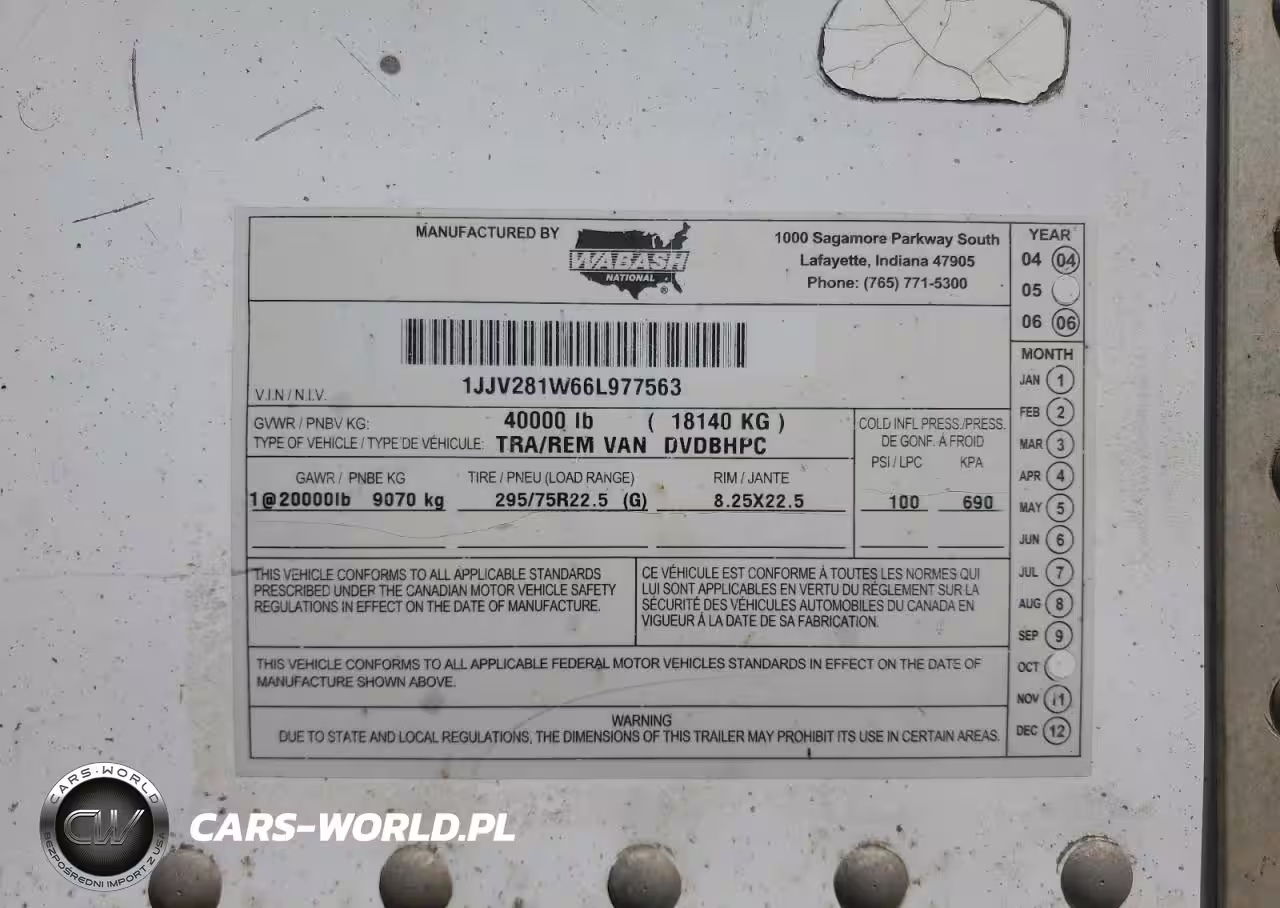 MANUFACTURED BY
WABASH
NATIONAL
®
1000 Sagamore Parkway South
Lafayette, Indiana 47905
Phone: (765) 771-5300
YEAR
04 04
05
06 06
V.I.N / N.I.V.
1JJV281W66L977563
GVWR / PNBV KG: 40000 lb ( 18140 KG )
TYPE OF VEHICLE / TYPE DE VÉHICULE: TRA/REM VAN DVDBHPC
COLD INFL PRESS./PRESS.
DE GONF. À FROID
PSI / LPC KPA
100 690
GAWR / PNBE KG TIRE / PNEU (LOAD RANGE) RIM / JANTE
1@20000lb 9070 kg 295/75R22.5 (G) 8.25X22.5
THIS VEHICLE CONFORMS TO ALL APPLICABLE STANDARDS
PRESCRIBED UNDER THE CANADIAN MOTOR VEHICLE SAFETY
REGULATIONS IN EFFECT ON THE DATE OF MANUFACTURE.
CE VÉHICULE EST CONFORME À TOUTES LES NORMES QUI
LUI SONT APPLICABLES EN VERTU DU RÉGLEMENT SUR LA
SÉCURITÉ DES VÉHICULES AUTOMOBILES DU CANADA EN
VIGUEUR À LA DATE DE SA FABRICATION.
THIS VEHICLE CONFORMS TO ALL APPLICABLE FEDERAL MOTOR VEHICLES STANDARDS IN EFFECT ON THE DATE OF
MANUFACTURE SHOWN ABOVE.
WARNING
DUE TO STATE AND LOCAL REGULATIONS, THE DIMENSIONS OF THIS TRAILER MAY PROHIBIT ITS USE IN CERTAIN AREAS.
MONTH
JAN 1
FEB 2
MAR 3
APR 4
MAY 5
JUN 6
JUL 7
AUG 8
SEP 9
OCT
NOV 11
DEC 12
CARS-WORLD
CW
BEZPOŚREDNI IMPORT Z USA
CARS-WORLD.PL